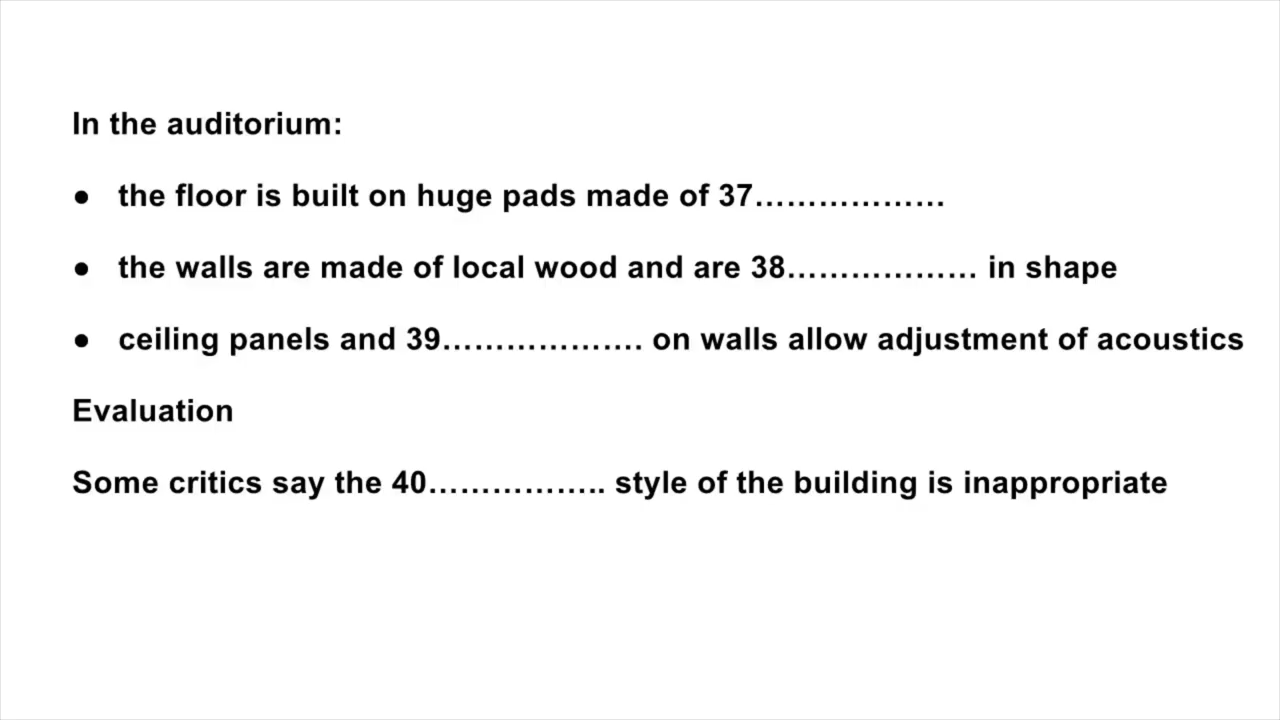 In the auditorium:
● the floor is built on huge pads made of 37………………
● the walls are made of local wood and are 38……………… in shape
● ceiling panels and 39………………. on walls allow adjustment of acoustics
Evaluation
Some critics say the 40…………….. style of the building is inappropriate